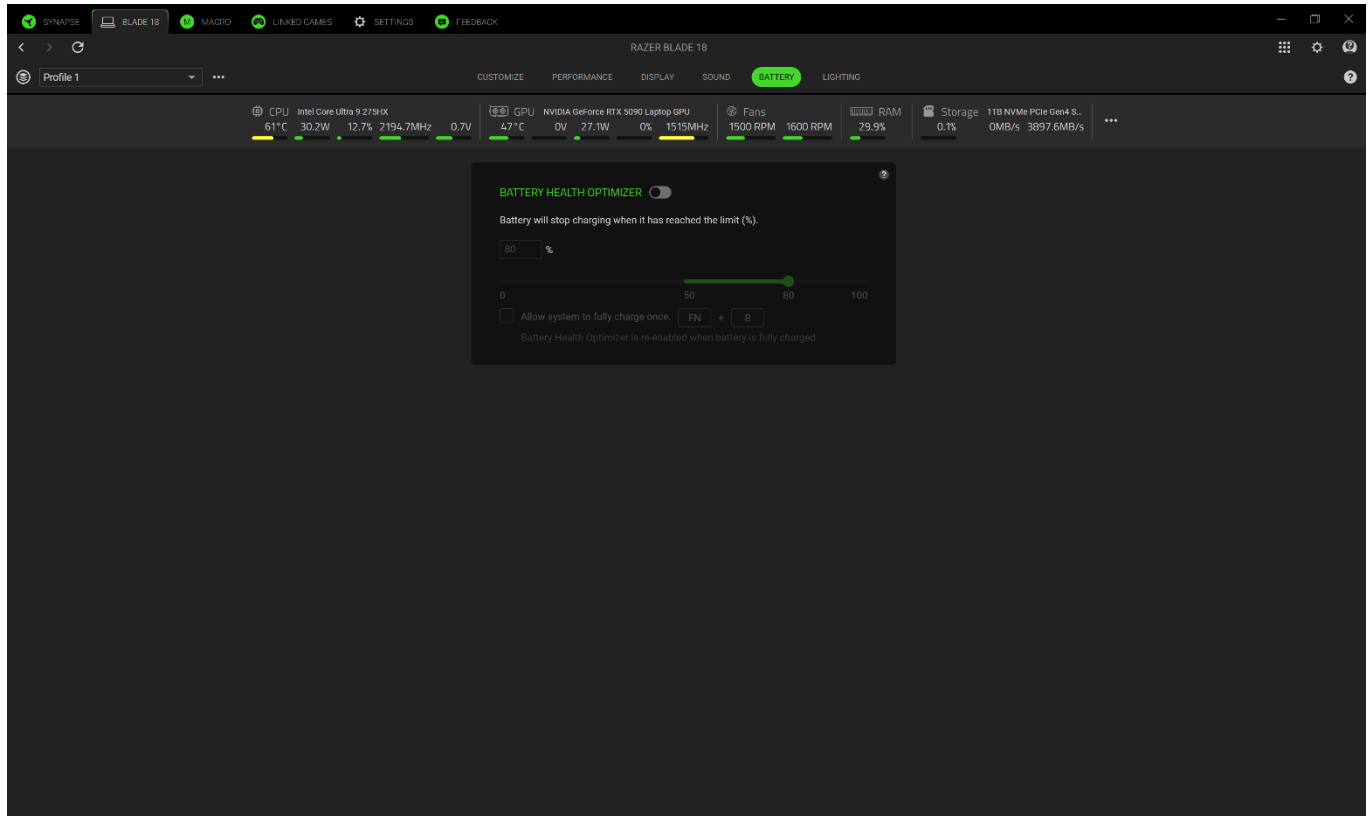 SYNAPSE BLADE 18 M MACRO LINKED GAMES SETTINGS FEEDBACK
RAZER BLADE 18
Profile 1 CUSTOMIZE PERFORMANCE DISPLAY SOUND BATTERY LIGHTING
CPU Intel Core Ultra 9 275HX GPU NVIDIA GeForce RTX 5090 Laptop GPU Fans RAM Storage 1TB NVMe PCIe Gen4 S...
61°C 30.2W 12.7% 2194.7MHz 0.7V 47°C 0V 27.1W 0% 1515MHz 1500 RPM 1600 RPM 29.9% 0.1% 0MB/s 3897.6MB/s
BATTERY HEALTH OPTIMIZER
Battery will stop charging when it has reached the limit (%).
80 %
0 50 80 100
Allow system to fully charge once. FN + B
Battery Health Optimizer is re-enabled when battery is fully charged